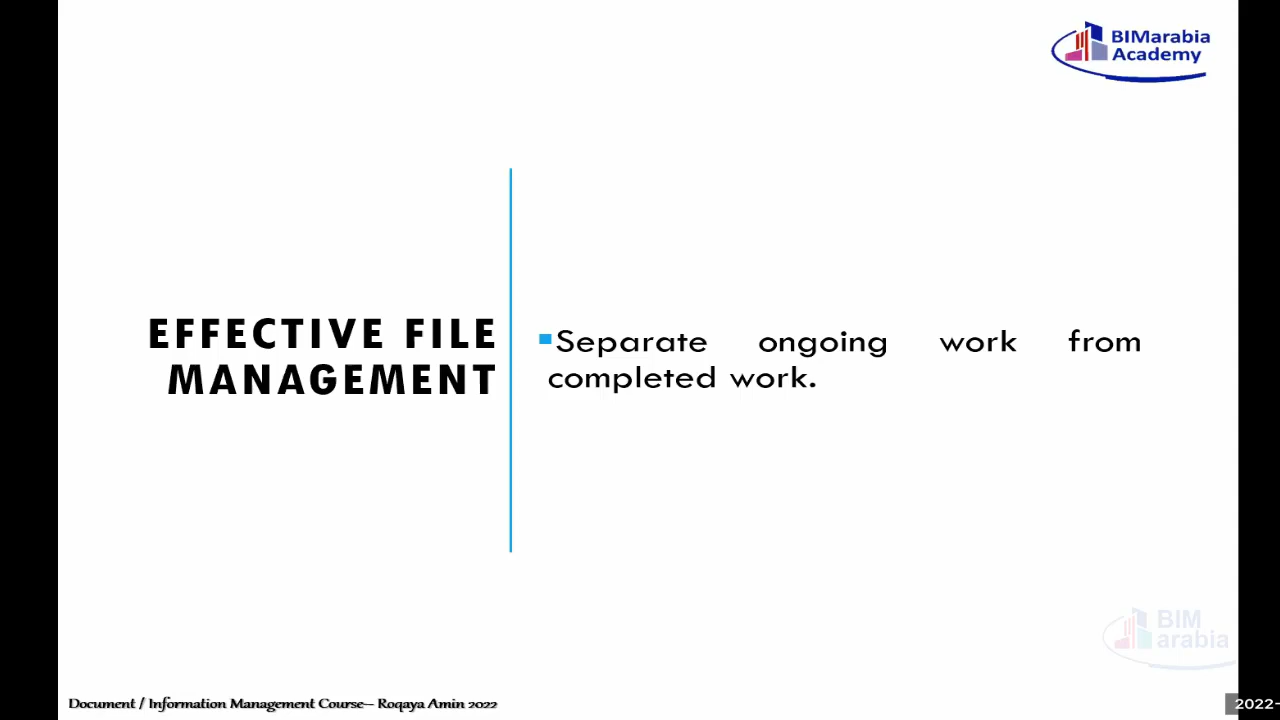 BIMarabia
Academy
EFFECTIVE FILE
MANAGEMENT
Separate ongoing work from
completed work.
BIM
arabia
Document / Information Management Course– Roqaya Amin 2022
2022-